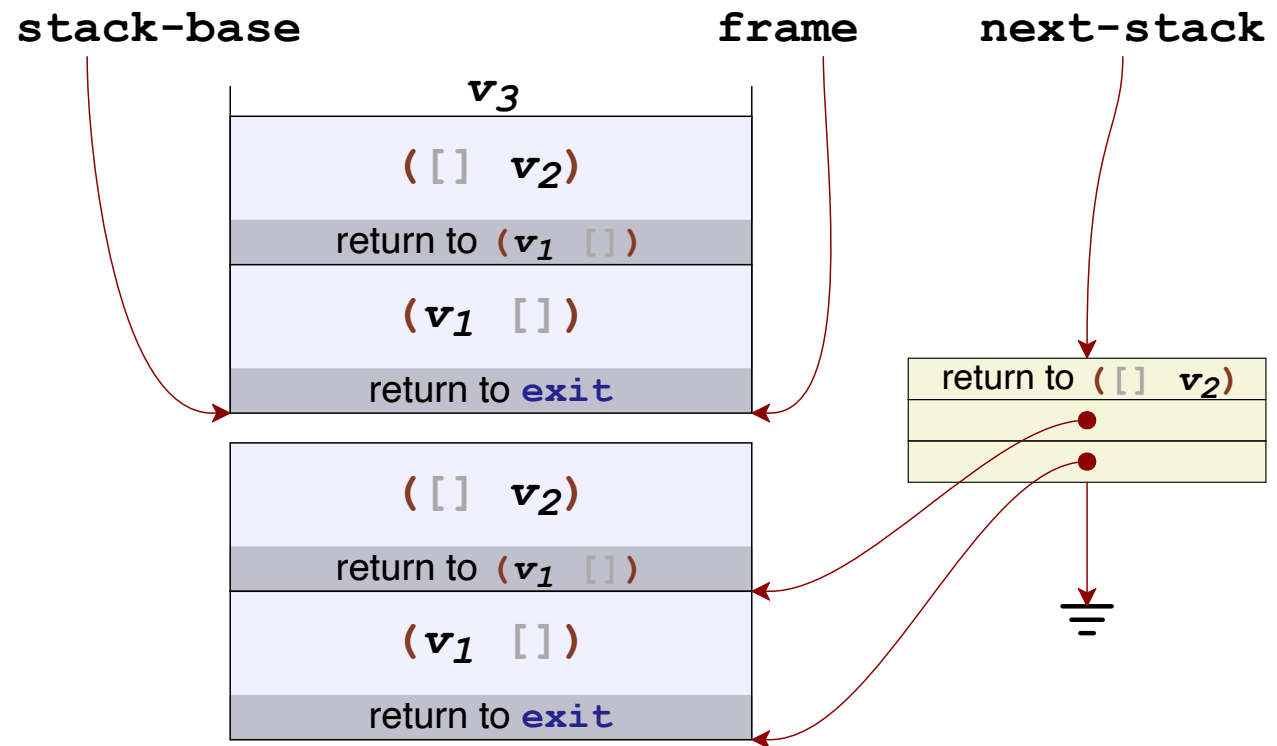 stack-base frame next-stack
v3
([] v2)
return to (v1 [])
(v1 [])
return to exit
return to ([] v2)
([] v2)
return to (v1 [])
(v1 [])
return to exit